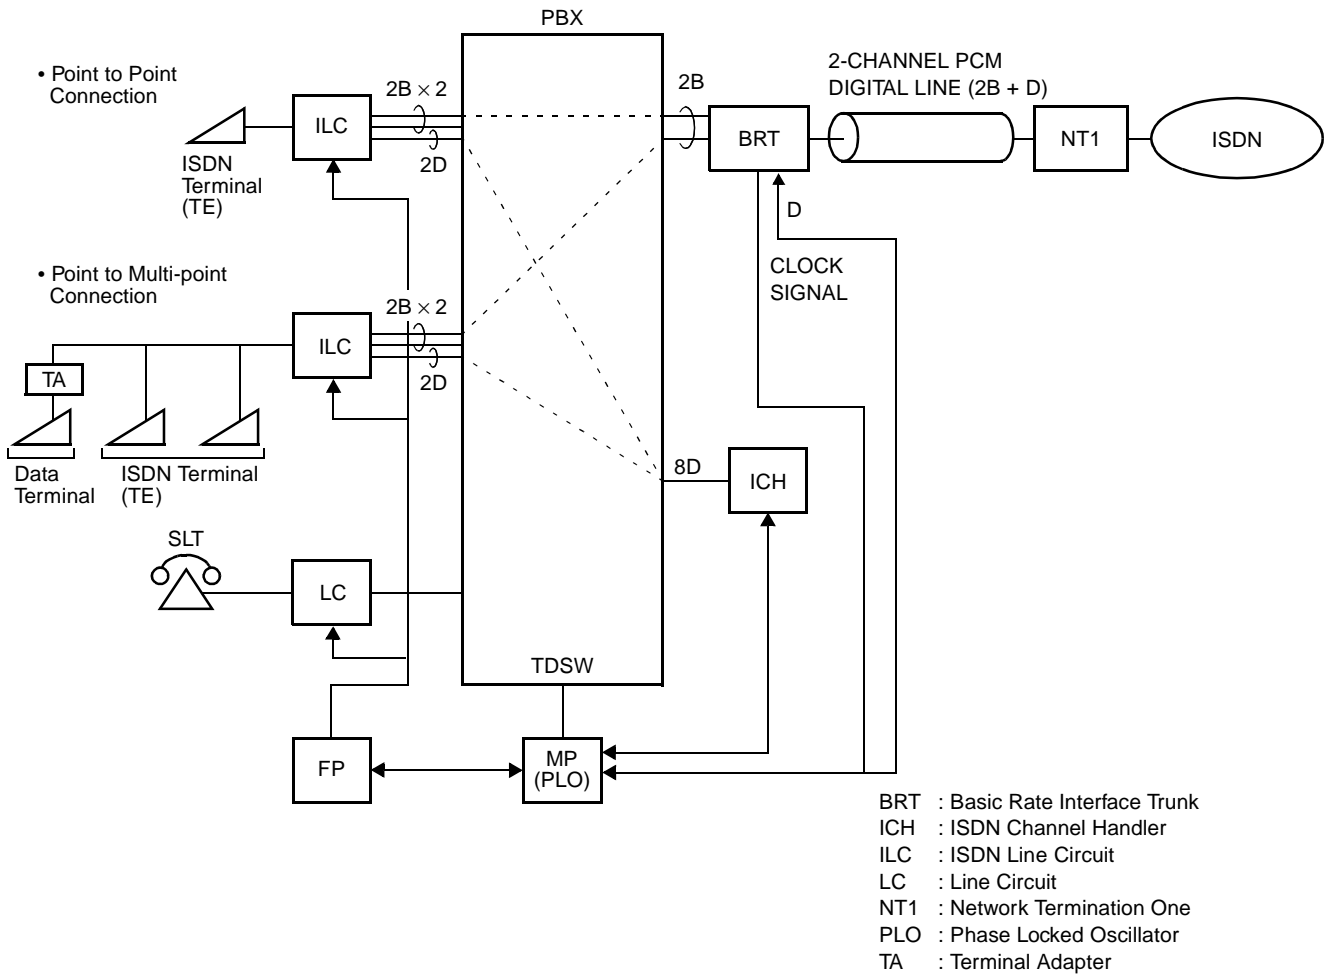 PBX
• Point to Point
Connection
2B × 2
ILC
2D
ISDN
Terminal
(TE)
2B
BRT
2-CHANNEL PCM
DIGITAL LINE (2B + D)
NT1
ISDN
D
CLOCK
SIGNAL
• Point to Multi-point
Connection
2B × 2
ILC
2D
TA
Data
Terminal
ISDN Terminal
(TE)
8D
ICH
SLT
LC
TDSW
FP
MP
(PLO)
BRT : Basic Rate Interface Trunk
ICH : ISDN Channel Handler
ILC : ISDN Line Circuit
LC : Line Circuit
NT1 : Network Termination One
PLO : Phase Locked Oscillator
TA : Terminal Adapter